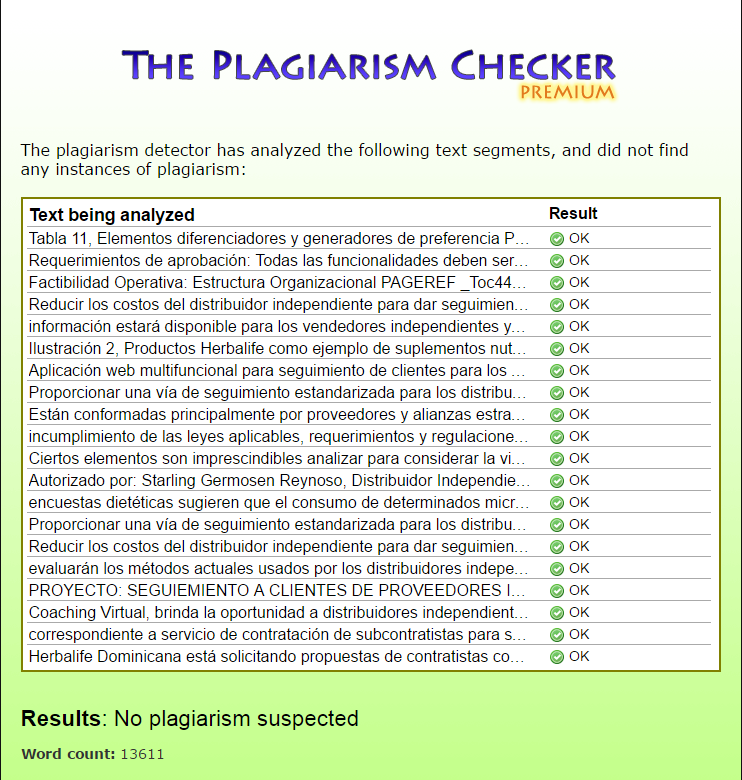 THE PLAGIARISM CHECKER
PREMIUM
The plagiarism detector has analyzed the following text segments, and did not find
any instances of plagiarism:
Text being analyzed Result
Tabla 11, Elementos diferenciadores y generadores de preferencia P... OK
Requerimientos de aprobación: Todas las funcionalidades deben ser... OK
Factibilidad Operativa: Estructura Organizacional PAGEREF _Toc44... OK
Reducir los costos del distribuidor independiente para dar seguimien... OK
información estará disponible para los vendedores independientes y... OK
Ilustración 2, Productos Herbalife como ejemplo de suplementos nut... OK
Aplicación web multifuncional para seguimiento de clientes para los ... OK
Proporcionar una vía de seguimiento estandarizada para los distribu... OK
Están conformadas principalmente por proveedores y alianzas estra... OK
incumplimiento de las leyes aplicables, requerimientos y regulacione... OK
Ciertos elementos son imprescindibles analizar para considerar la vi... OK
Autorizado por: Starling Germosen Reynoso, Distribuidor Independie... OK
encuestas dietéticas sugieren que el consumo de determinados micr... OK
Proporcionar una vía de seguimiento estandarizada para los distribu... OK
Reducir los costos del distribuidor independiente para dar seguimien... OK
evaluarán los métodos actuales usados por los distribuidores indepe... OK
PROYECTO: SEGUIEMIENTO A CLIENTES DE PROVEEDORES I... OK
Coaching Virtual, brinda la oportunidad a distribuidores independient... OK
correspondiente a servicio de contratación de subcontratistas para s... OK
Herbalife Dominicana está solicitando propuestas de contratistas co... OK
Results: No plagiarism suspected
Word count: 13611